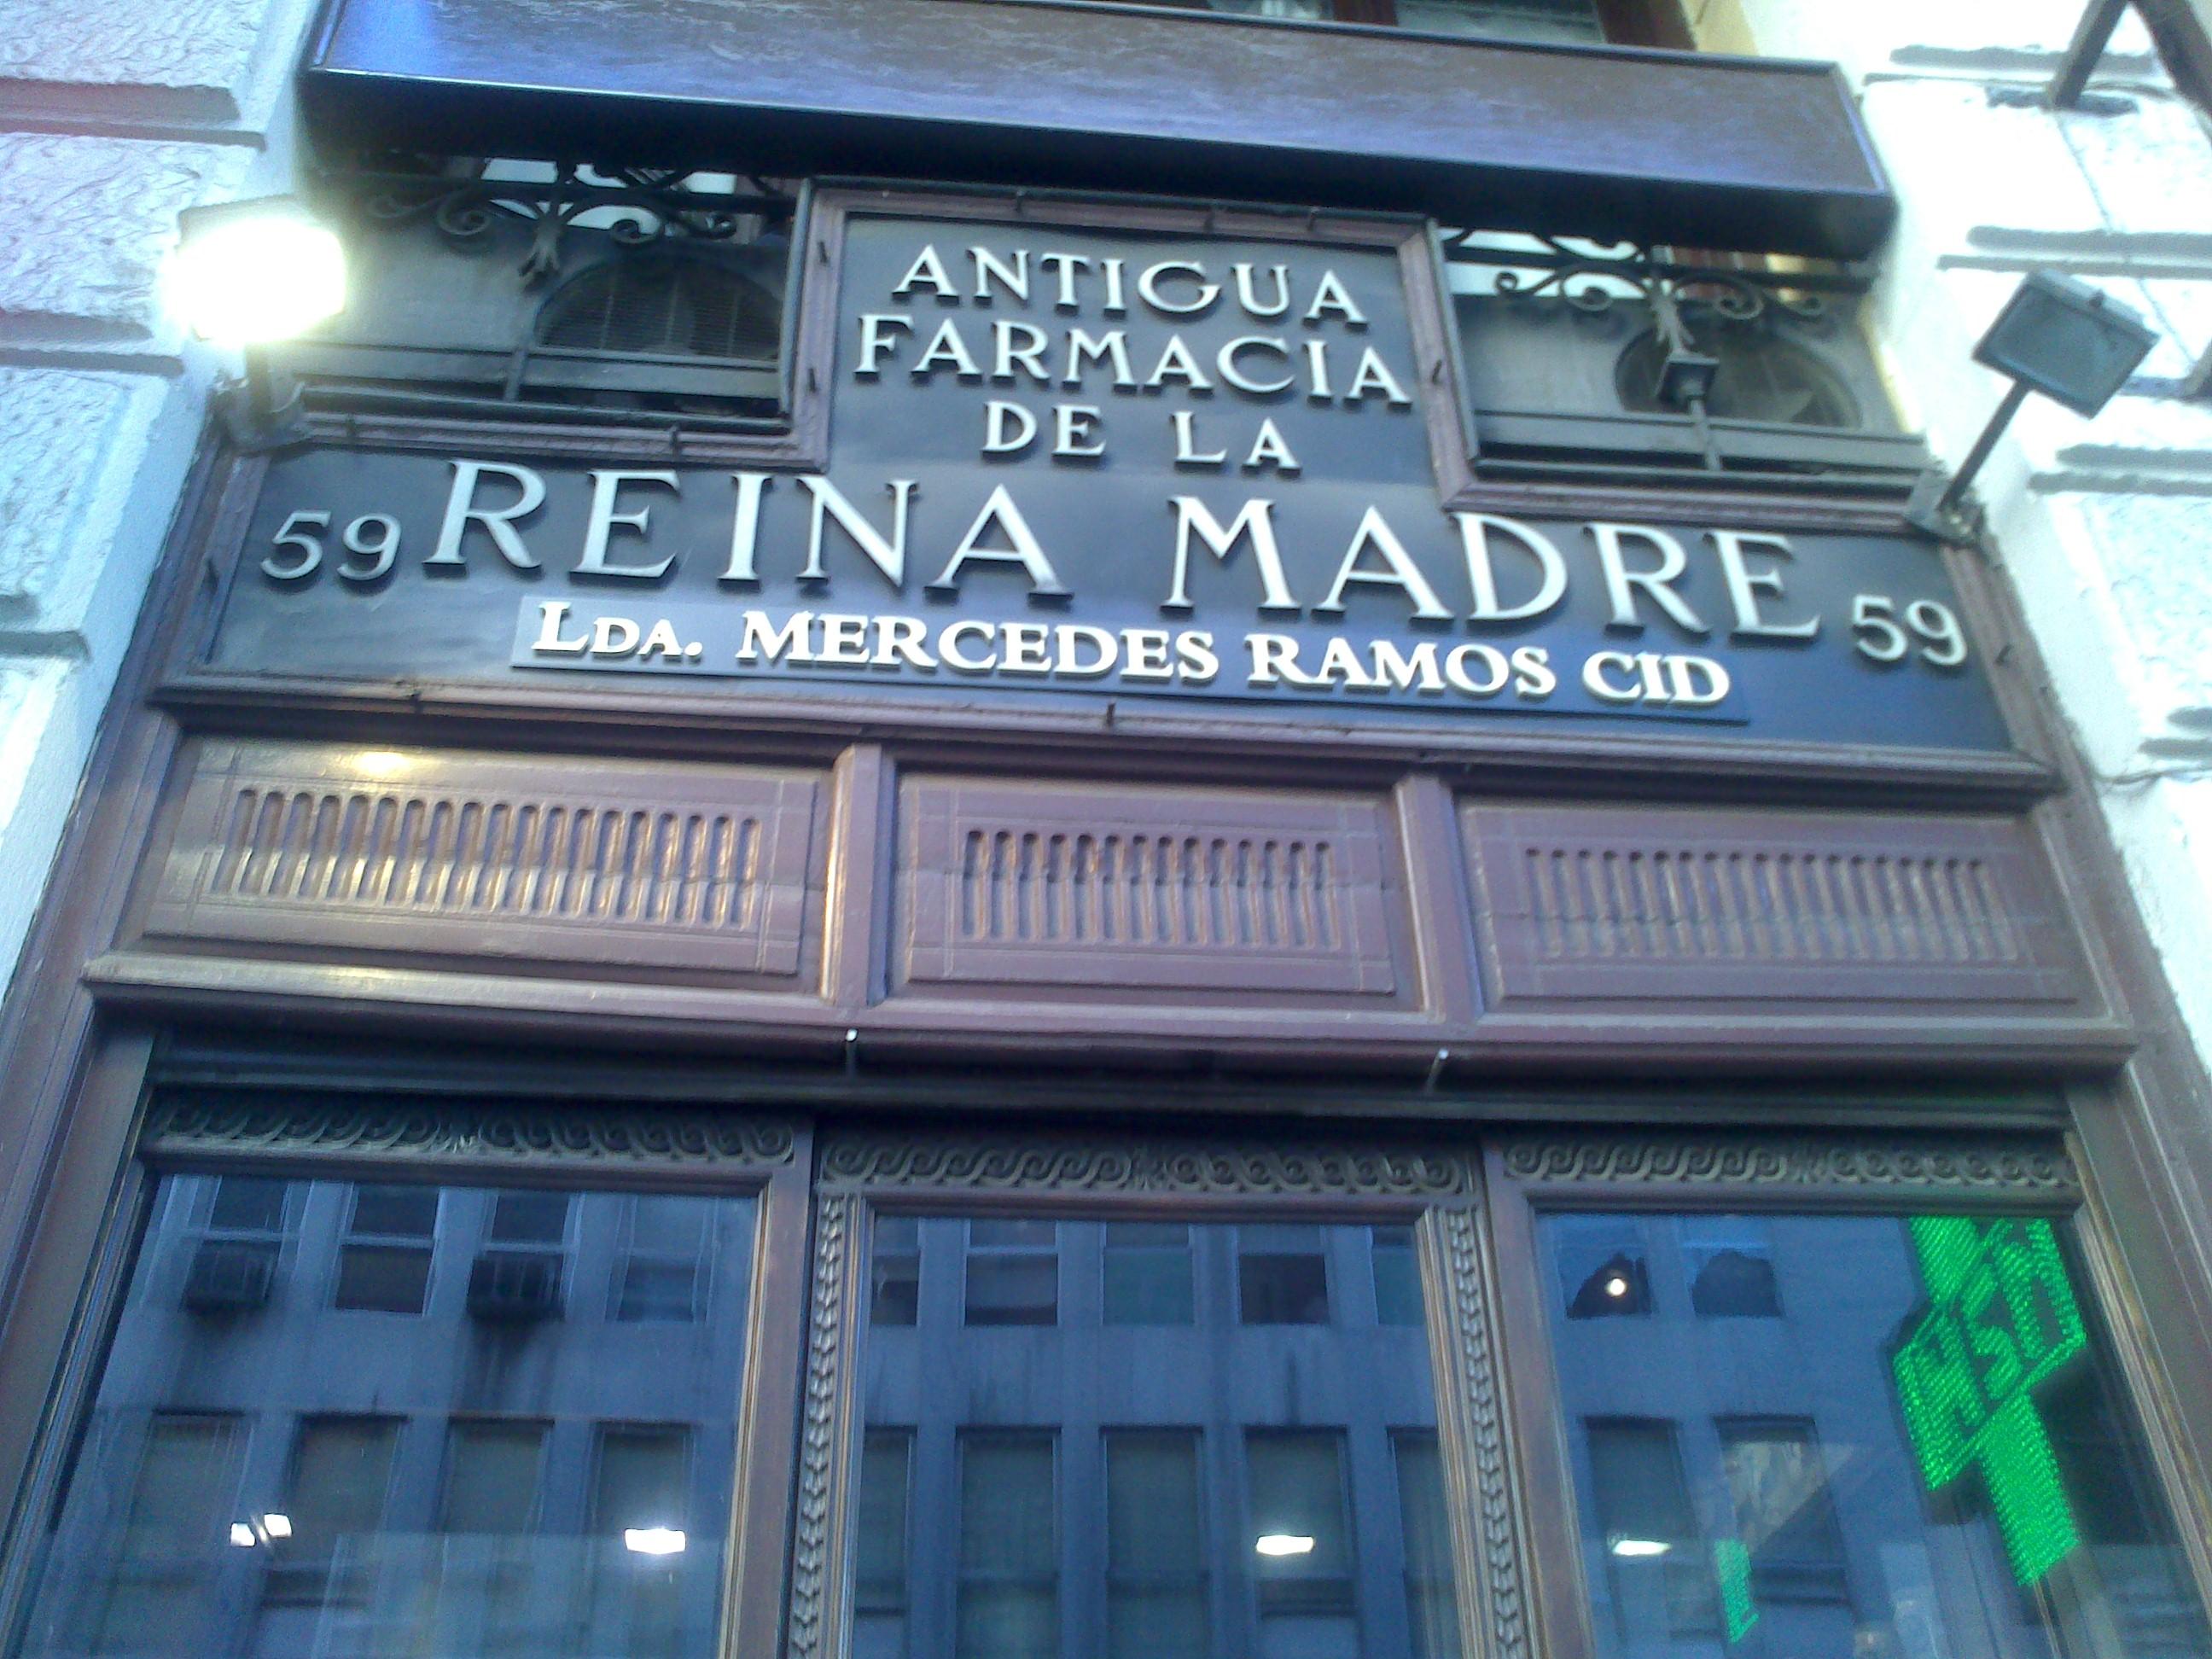 ANTIGUA
FARMACIA
DE LA
59 REINA MADRE 59
LDA. MERCEDES RAMOS CID